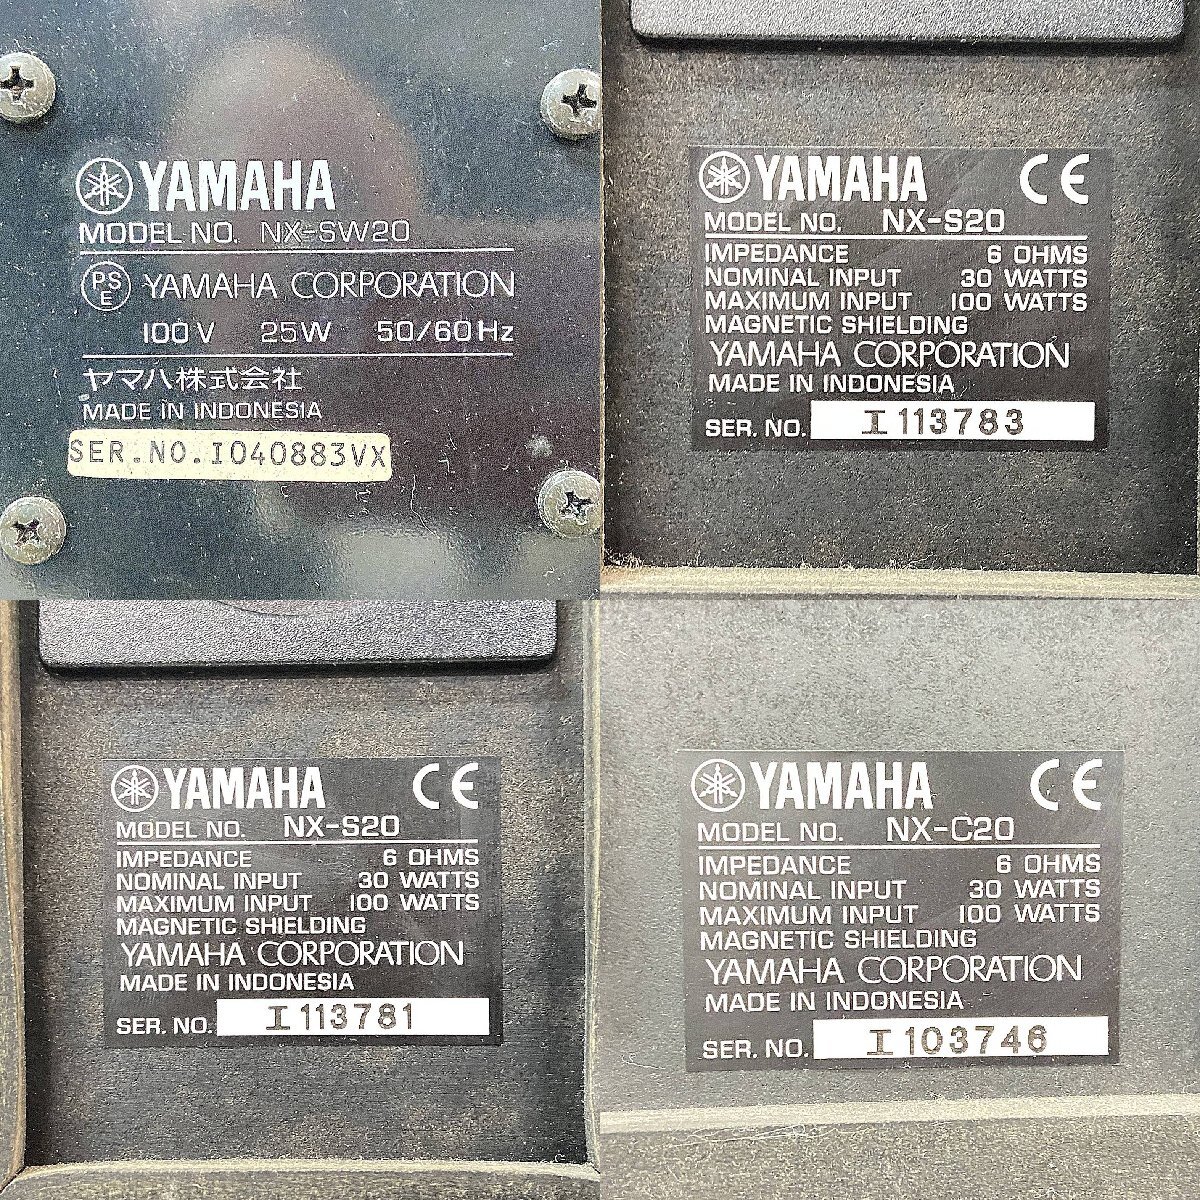 YAMAHA
MODEL NO. NX-SW20
PSE YAMAHA CORPORATION
100V 25W 50/60Hz
ヤマハ株式会社
MADE IN INDONESIA
SER.NO.I040883VX
YAMAHA CE
MODEL NO. NX-S20
IMPEDANCE 6 OHMS
NOMINAL INPUT 30 WATTS
MAXIMUM INPUT 100 WATTS
MAGNETIC SHIELDING
YAMAHA CORPORATION
MADE IN INDONESIA
SER. NO. I 113783
YAMAHA CE
MODEL NO. NX-S20
IMPEDANCE 6 OHMS
NOMINAL INPUT 30 WATTS
MAXIMUM INPUT 100 WATTS
MAGNETIC SHIELDING
YAMAHA CORPORATION
MADE IN INDONESIA
SER. NO. I 113781
YAMAHA CE
MODEL NO. NX-C20
IMPEDANCE 6 OHMS
NOMINAL INPUT 30 WATTS
MAXIMUM INPUT 100 WATTS
MAGNETIC SHIELDING
YAMAHA CORPORATION
MADE IN INDONESIA
SER. NO. I 103746